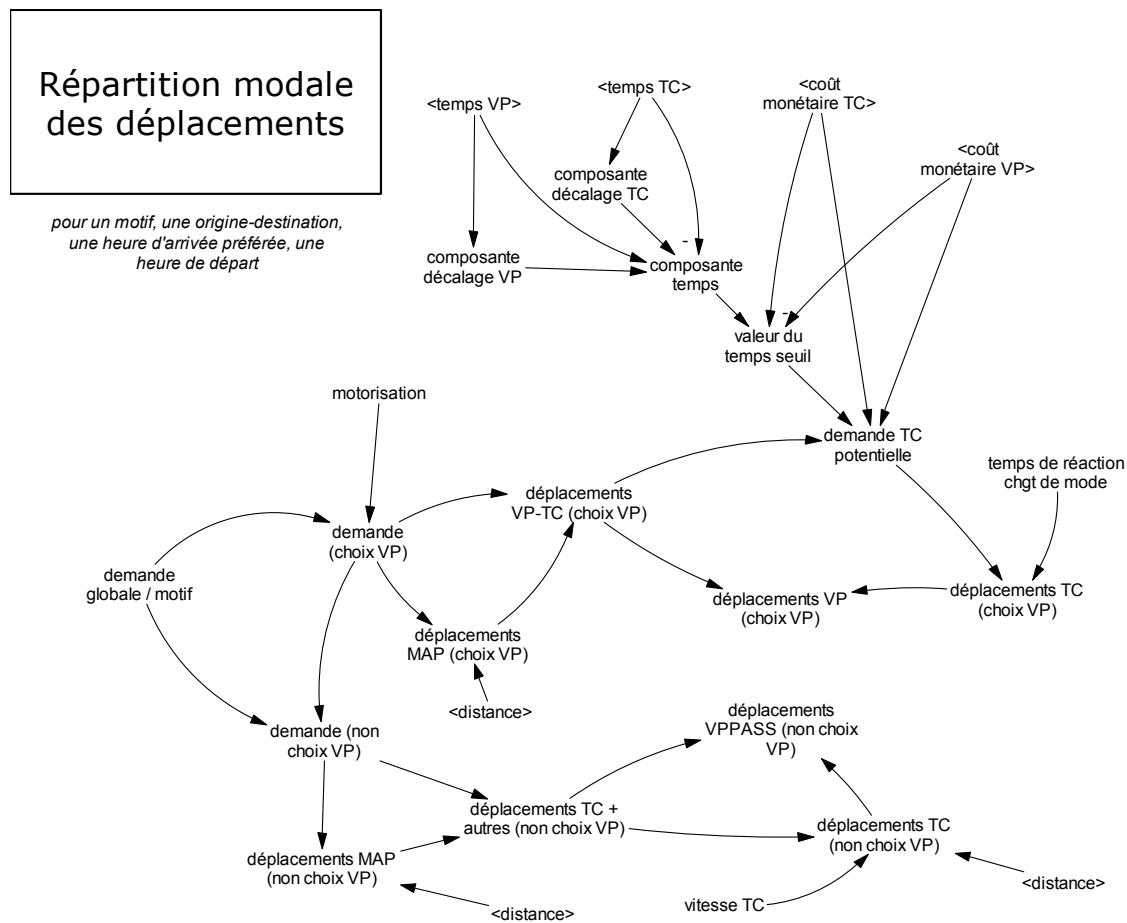 Répartition modale
des déplacements
pour un motif, une origine-destination,
une heure d'arrivée préférée, une
heure de départ
<temps VP>
<temps TC>
<coût
monétaire TC>
<coût
monétaire VP>
composante
décalage TC
composante
décalage VP
-
composante
temps
-
valeur du
temps seuil
motorisation
demande TC
potentielle
temps de réaction
chgt de mode
déplacements
VP-TC (choix VP)
demande
(choix VP)
demande
globale / motif
déplacements VP
(choix VP)
déplacements TC
(choix VP)
déplacements
MAP (choix VP)
<distance>
demande (non
choix VP)
déplacements
VPPASS (non choix
VP)
déplacements TC +
autres (non choix VP)
déplacements TC
(non choix VP)
déplacements MAP
(non choix VP)
<distance>
vitesse TC
<distance>